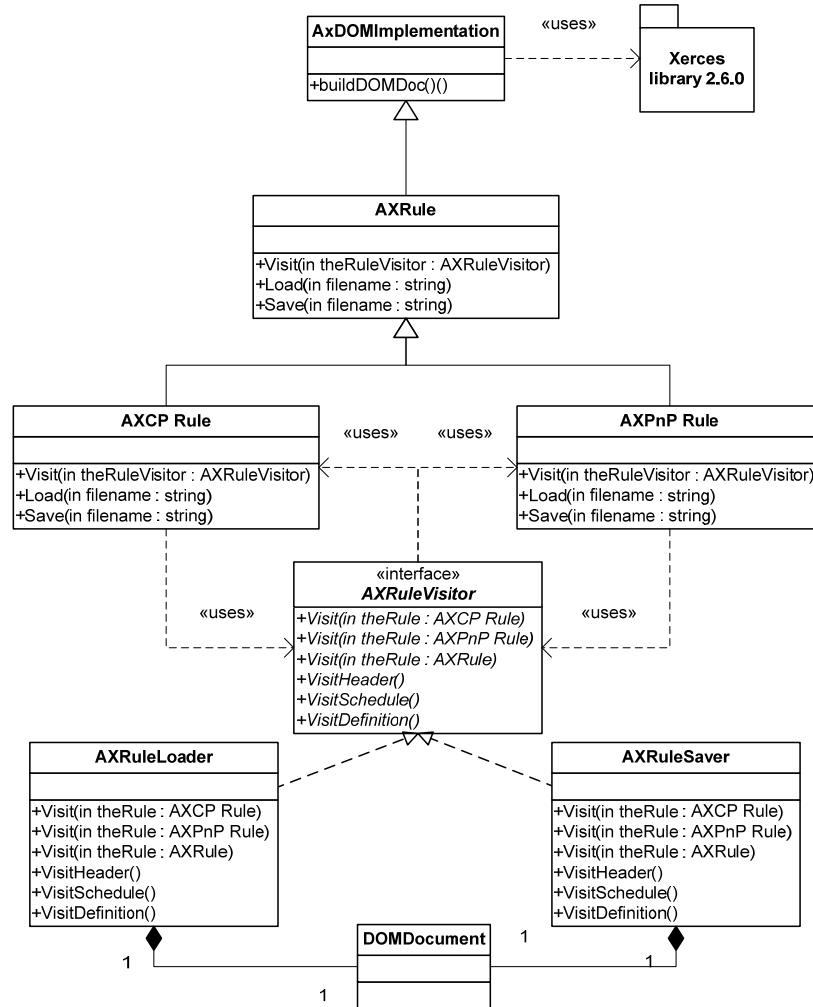 AxDOMImplementation
+buildDOMDoc()()
«uses»
Xerces
library 2.6.0
AXRule
+Visit(in theRuleVisitor : AXRuleVisitor)
+Load(in filename : string)
+Save(in filename : string)
AXCP Rule
+Visit(in theRuleVisitor : AXRuleVisitor)
+Load(in filename : string)
+Save(in filename : string)
«uses»
«uses»
AXPnP Rule
+Visit(in theRuleVisitor : AXRuleVisitor)
+Load(in filename : string)
+Save(in filename : string)
«uses»
«interface»
AXRuleVisitor
+Visit(in theRule : AXCP Rule)
+Visit(in theRule : AXPnP Rule)
+Visit(in theRule : AXRule)
+VisitHeader()
+VisitSchedule()
+VisitDefinition()
«uses»
AXRuleLoader
+Visit(in theRule : AXCP Rule)
+Visit(in theRule : AXPnP Rule)
+Visit(in theRule : AXRule)
+VisitHeader()
+VisitSchedule()
+VisitDefinition()
AXRuleSaver
+Visit(in theRule : AXCP Rule)
+Visit(in theRule : AXPnP Rule)
+Visit(in theRule : AXRule)
+VisitHeader()
+VisitSchedule()
+VisitDefinition()
DOMDocument
1
1
1
1